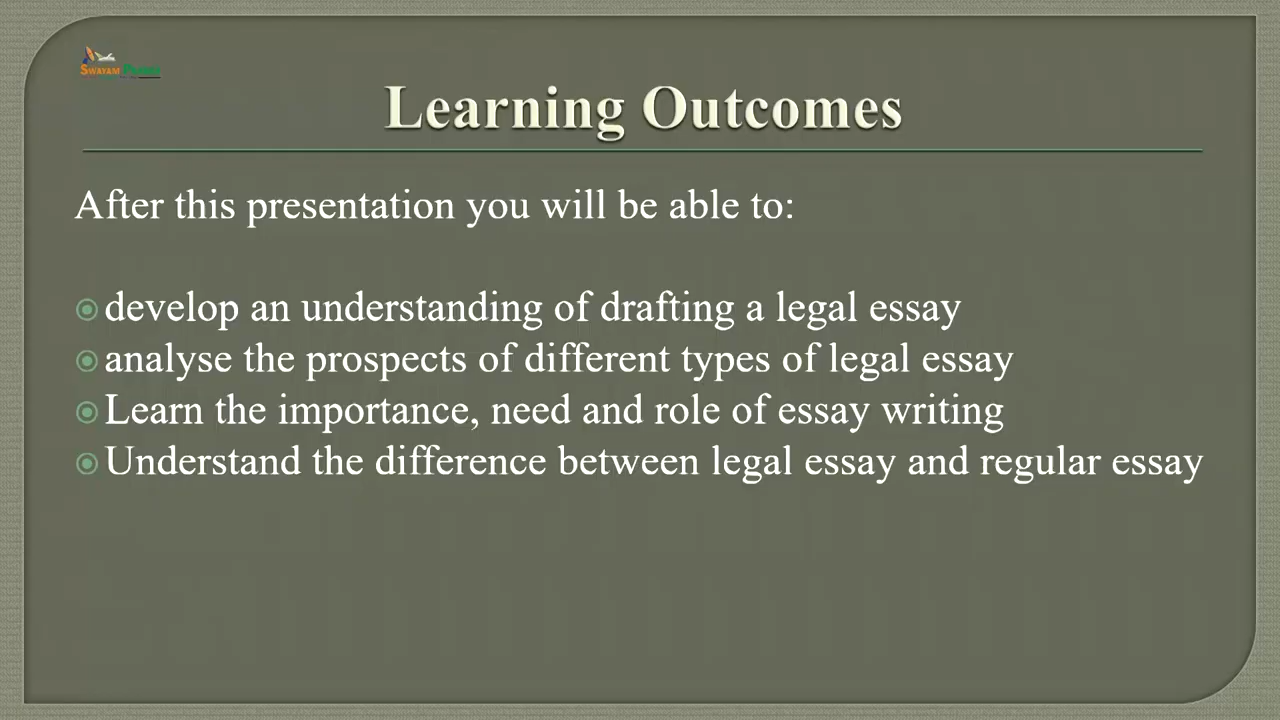 SWAYAM PRABHA
Learning Outcomes
After this presentation you will be able to:
develop an understanding of drafting a legal essay
analyse the prospects of different types of legal essay
Learn the importance, need and role of essay writing
Understand the difference between legal essay and regular essay